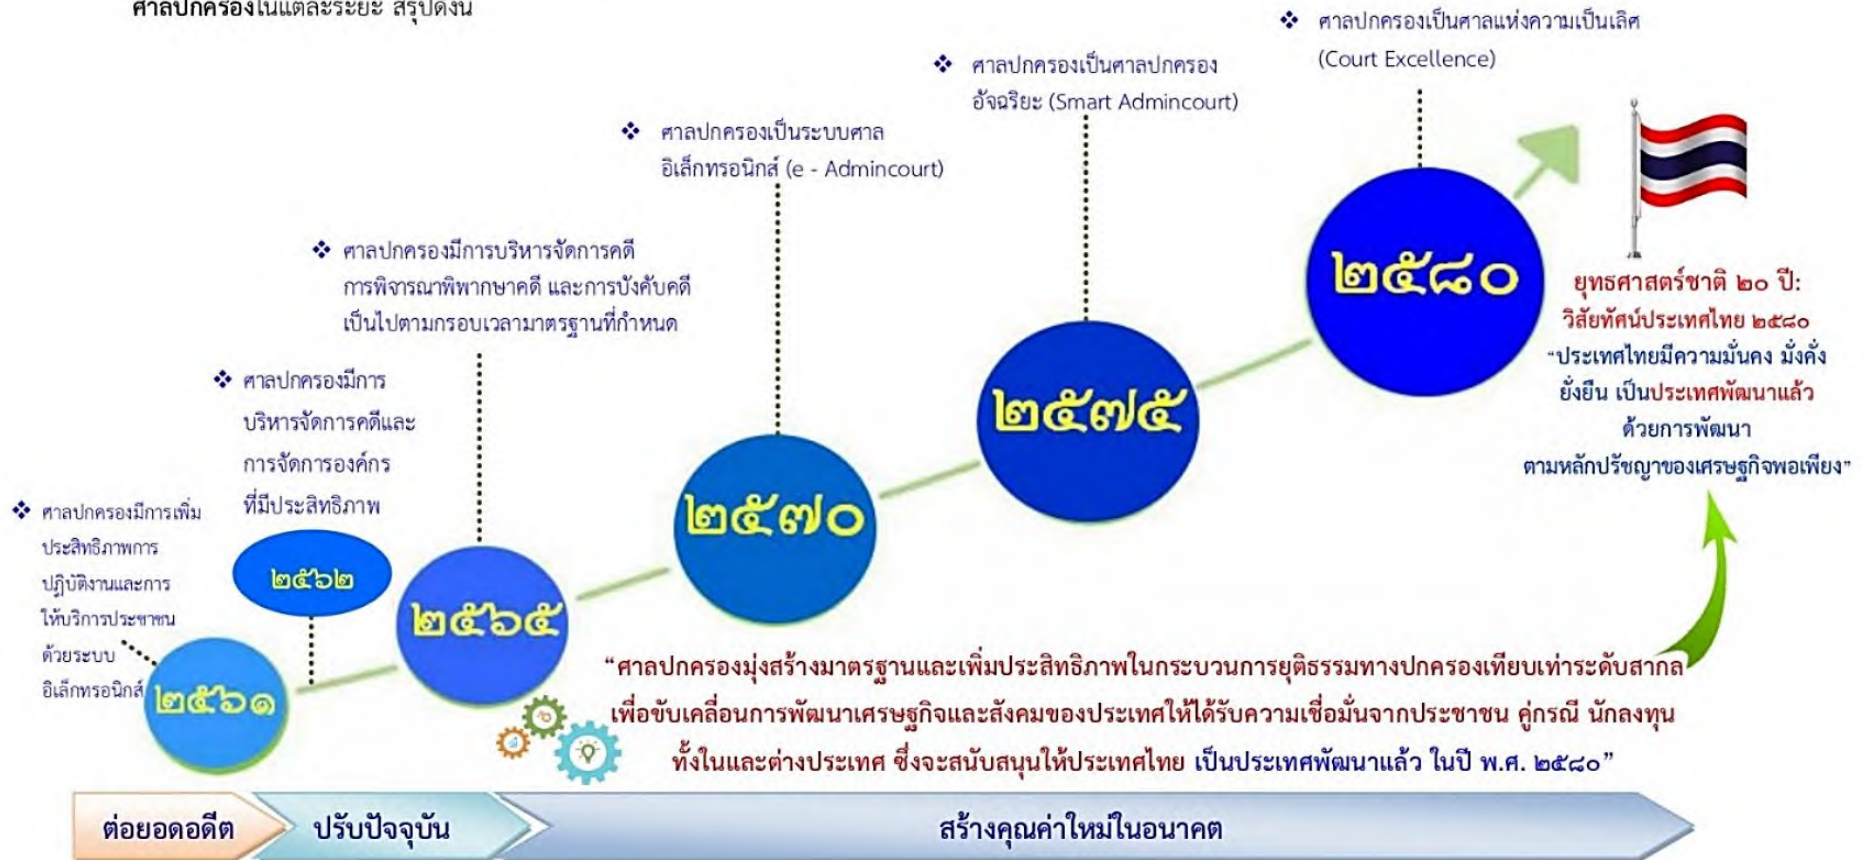 ศาลปกครองในแต่ละระยะ สรุปดังนี้
❖ ศาลปกครองมีการเพิ่ม
ประสิทธิภาพการ
ปฏิบัติงานและการ
ให้บริการประชาชน
ด้วยระบบ
อิเล็กทรอนิกส์
๒๕๖๑
❖ ศาลปกครองมีการ
บริหารจัดการคดีและ
การจัดการองค์กร
ที่มีประสิทธิภาพ
๒๕๖๒
❖ ศาลปกครองมีการบริหารจัดการคดี
การพิจารณาพิพากษาคดี และการบังคับคดี
เป็นไปตามกรอบเวลามาตรฐานที่กำหนด
๒๕๖๕
❖ ศาลปกครองเป็นระบบศาล
อิเล็กทรอนิกส์ (e - Admincourt)
๒๕๗๐
❖ ศาลปกครองเป็นศาลปกครอง
อัจฉริยะ (Smart Admincourt)
๒๕๗๕
❖ ศาลปกครองเป็นศาลแห่งความเป็นเลิศ
(Court Excellence)
๒๕๘๐
ยุทธศาสตร์ชาติ ๒๐ ปี:
วิสัยทัศน์ประเทศไทย ๒๕๘๐
“ประเทศไทยมีความมั่นคง มั่งคั่ง
ยั่งยืน เป็นประเทศพัฒนาแล้ว
ด้วยการพัฒนา
ตามหลักปรัชญาของเศรษฐกิจพอเพียง”
“ศาลปกครองมุ่งสร้างมาตรฐานและเพิ่มประสิทธิภาพในกระบวนการยุติธรรมทางปกครองเทียบเท่าระดับสากล
เพื่อขับเคลื่อนการพัฒนาเศรษฐกิจและสังคมของประเทศให้ได้รับความเชื่อมั่นจากประชาชน คู่กรณี นักลงทุน
ทั้งในและต่างประเทศ ซึ่งจะสนับสนุนให้ประเทศไทย เป็นประเทศพัฒนาแล้ว ในปี พ.ศ. ๒๕๘๐”
ต่อยอดอดีต
ปรับปัจจุบัน
สร้างคุณค่าใหม่ในอนาคต